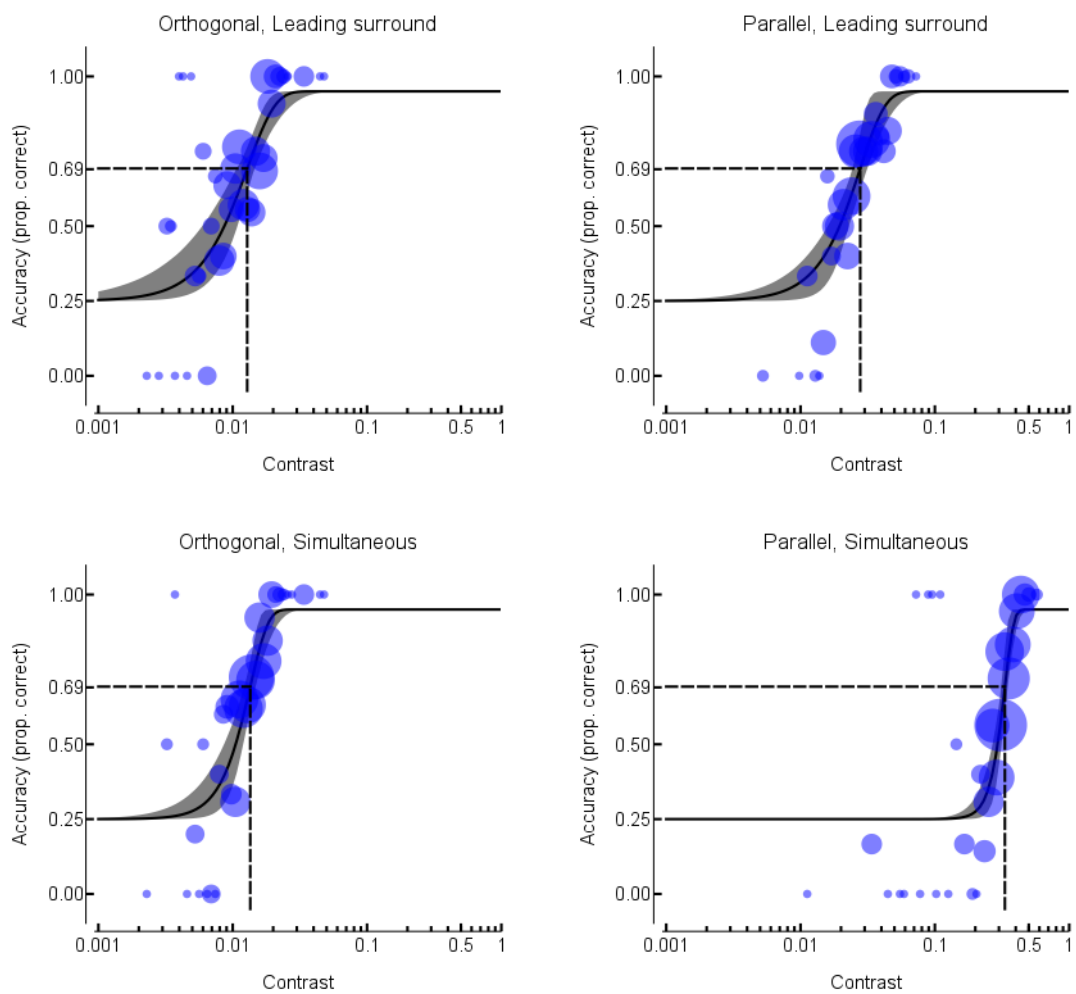 Orthogonal, Leading surround
Accuracy (prop. correct)
1.00
0.69
0.50
0.25
0.00
0.001 0.01 0.1 0.5 1
Contrast
Parallel, Leading surround
Accuracy (prop. correct)
1.00
0.69
0.50
0.25
0.00
0.001 0.01 0.1 0.5 1
Contrast
Orthogonal, Simultaneous
Accuracy (prop. correct)
1.00
0.69
0.50
0.25
0.00
0.001 0.01 0.1 0.5 1
Contrast
Parallel, Simultaneous
Accuracy (prop. correct)
1.00
0.69
0.50
0.25
0.00
0.001 0.01 0.1 0.5 1
Contrast